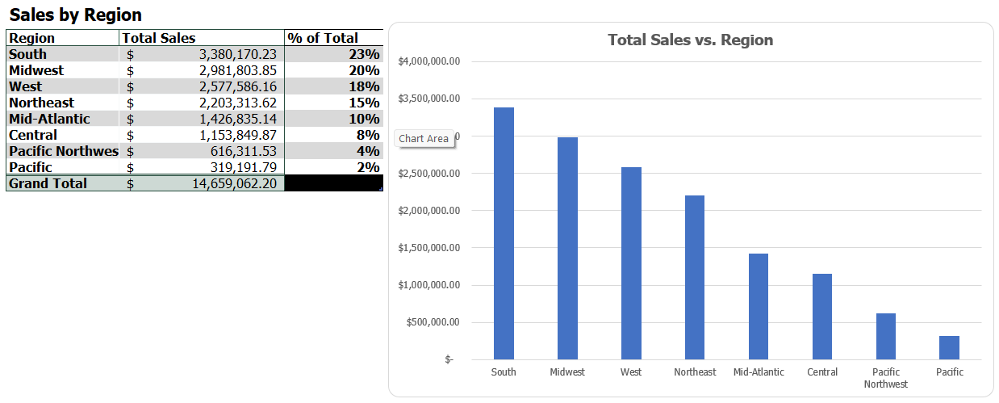 Sales by Region
Region Total Sales % of Total
South $ 3,380,170.23 23%
Midwest $ 2,981,803.85 20%
West $ 2,577,586.16 18%
Northeast $ 2,203,313.62 15%
Mid-Atlantic $ 1,426,835.14 10%
Central $ 1,153,849.87 8%
Pacific Northwes $ 616,311.53 4%
Pacific $ 319,191.79 2%
Grand Total $ 14,659,062.20
Total Sales vs. Region
$4,000,000.00
$3,500,000.00
Chart Area 0
$2,500,000.00
$2,000,000.00
$1,500,000.00
$1,000,000.00
$500,000.00
$-
South Midwest West Northeast Mid-Atlantic Central Pacific Northwest Pacific